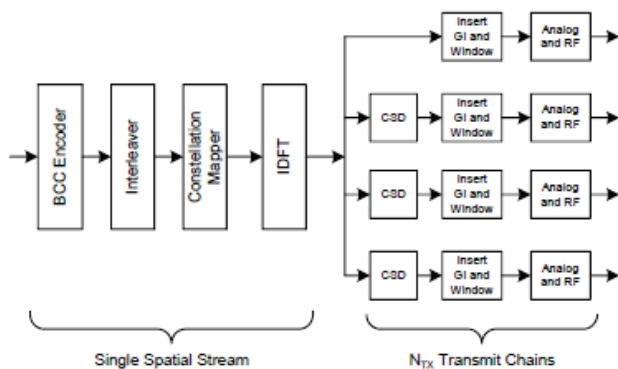 Insert
GI and
Window
Analog
and RF
BCC Encoder
Interleaver
Constellation
Mapper
IDFT
CSD
Insert
GI and
Window
Analog
and RF
CSD
Insert
GI and
Window
Analog
and RF
CSD
Insert
GI and
Window
Analog
and RF
Single Spatial Stream
NTX Transmit Chains